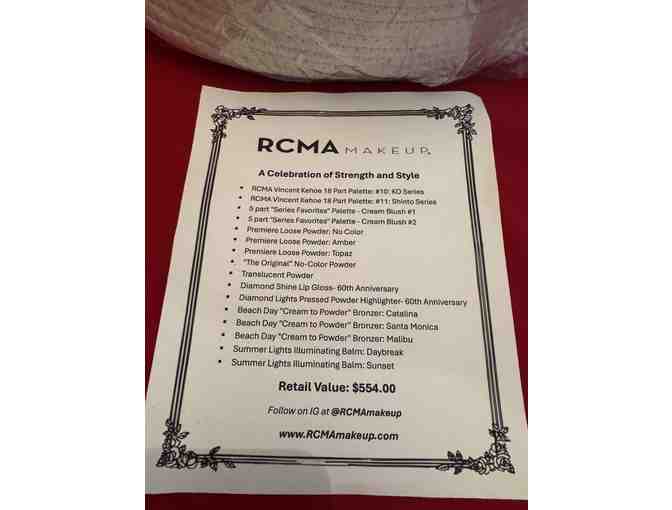 RCMA MAKEUP®
A Celebration of Strength and Style
• RCMA Vincent Kehoe 18 Part Palette: #10: KO Series
• RCMA Vincent Kehoe 18 Part Palette: #11: Shinto Series
• 5 part "Series Favorites" Palette - Cream Blush #1
• 5 part "Series Favorites" Palette - Cream Blush #2
• Premiere Loose Powder: No Color
• Premiere Loose Powder: Amber
• Premiere Loose Powder: Topaz
• "The Original" No-Color Powder
• Translucent Powder
• Diamond Shine Lip Gloss- 60th Anniversary
• Diamond Lights Pressed Powder Highlighter- 60th Anniversary
• Beach Day "Cream to Powder" Bronzer: Catalina
• Beach Day "Cream to Powder" Bronzer: Santa Monica
• Beach Day "Cream to Powder" Bronzer: Malibu
• Summer Lights Illuminating Balm: Daybreak
• Summer Lights Illuminating Balm: Sunset
Retail Value: $554.00
Follow on IG at @RCMAmakeup
www.RCMAmakeup.com